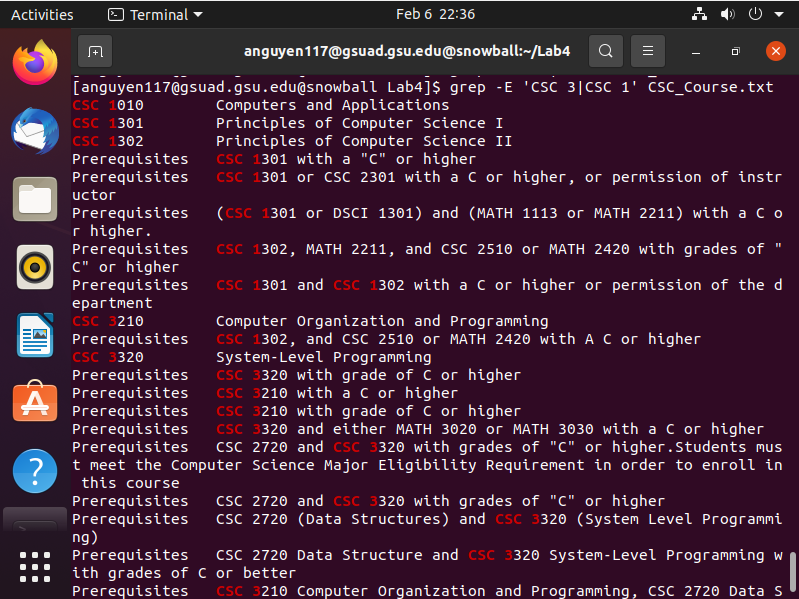 Activities Terminal Feb 6 22:36
anguyen117@gsuad.gsu.edu@snowball:~/Lab4
[anguyen117@gsuad.gsu.edu@snowball Lab4]$ grep -E 'CSC 3|CSC 1' CSC_Course.txt
CSC 1010 Computers and Applications
CSC 1301 Principles of Computer Science I
CSC 1302 Principles of Computer Science II
Prerequisites CSC 1301 with a "C" or higher
Prerequisites CSC 1301 or CSC 2301 with a C or higher, or permission of instr
uctor
Prerequisites (CSC 1301 or DSCI 1301) and (MATH 1113 or MATH 2211) with a C o
r higher.
Prerequisites CSC 1302, MATH 2211, and CSC 2510 or MATH 2420 with grades of "
C" or higher
Prerequisites CSC 1301 and CSC 1302 with a C or higher or permission of the d
epartment
CSC 3210 Computer Organization and Programming
Prerequisites CSC 1302, and CSC 2510 or MATH 2420 with A C or higher
CSC 3320 System-Level Programming
Prerequisites CSC 3320 with grade of C or higher
Prerequisites CSC 3210 with a C or higher
Prerequisites CSC 3210 with grade of C or higher
Prerequisites CSC 3320 and either MATH 3020 or MATH 3030 with a C or higher
Prerequisites CSC 2720 and CSC 3320 with grades of "C" or higher.Students mus
t meet the Computer Science Major Eligibility Requirement in order to enroll in
this course
Prerequisites CSC 2720 and CSC 3320 with grades of "C" or higher
Prerequisites CSC 2720 (Data Structures) and CSC 3320 (System Level Programmi
ng)
Prerequisites CSC 2720 Data Structure and CSC 3320 System-Level Programming w
ith grades of C or better
Prerequisites CSC 3210 Computer Organization and Programming, CSC 2720 Data S